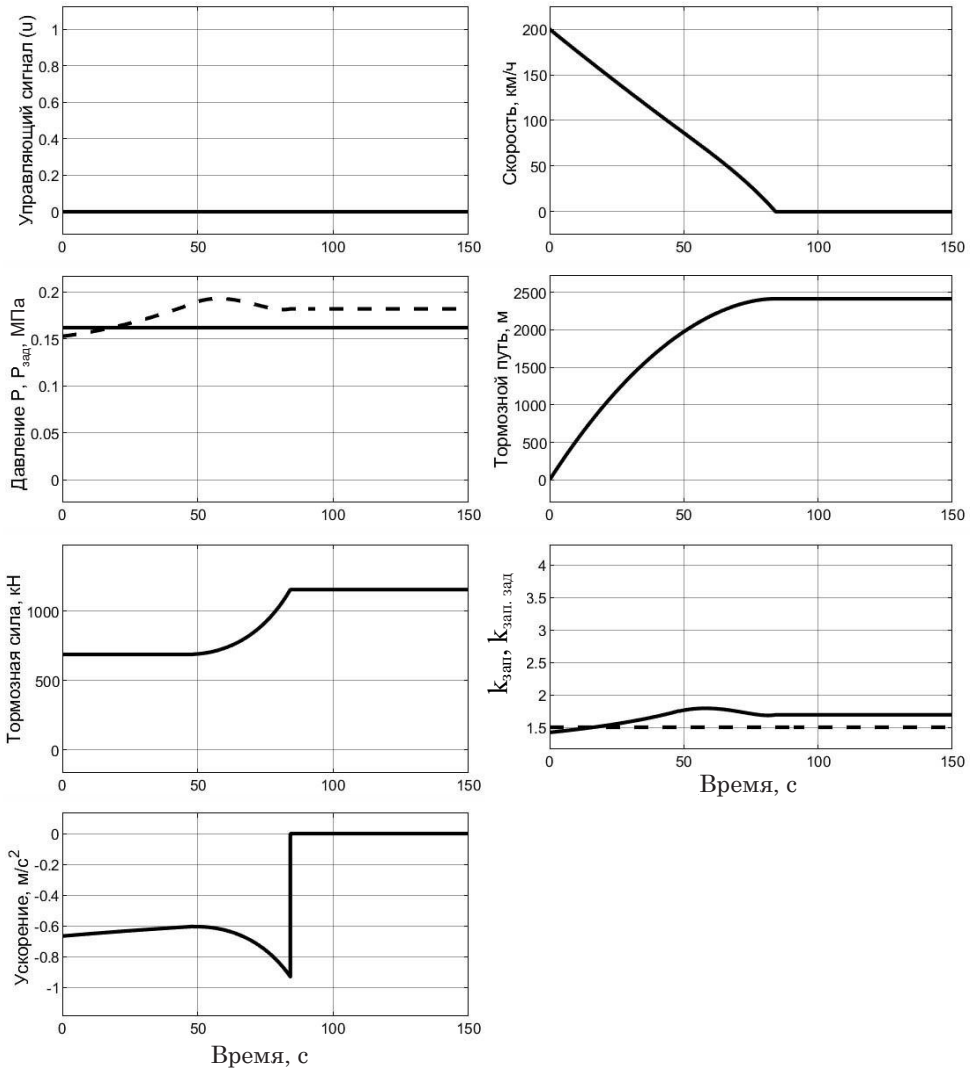 Управляющий сигнал (u)
1
0.8
0.6
0.4
0.2
0
0 50 100 150
Скорость, км/ч
200
150
100
50
0
0 50 100 150
Давление P, Pзад, МПа
0.2
0.15
0.1
0.05
0
0 50 100 150
Тормозной путь, м
2500
2000
1500
1000
500
0
0 50 100 150
Тормозная сила, кН
1000
500
0
0 50 100 150
kзап, kзап. зад
4
3.5
3
2.5
2
1.5
0 50 100 150
Время, с
Ускорение, м/с²
0
-0.2
-0.4
-0.6
-0.8
-1
0 50 100 150
Время, с